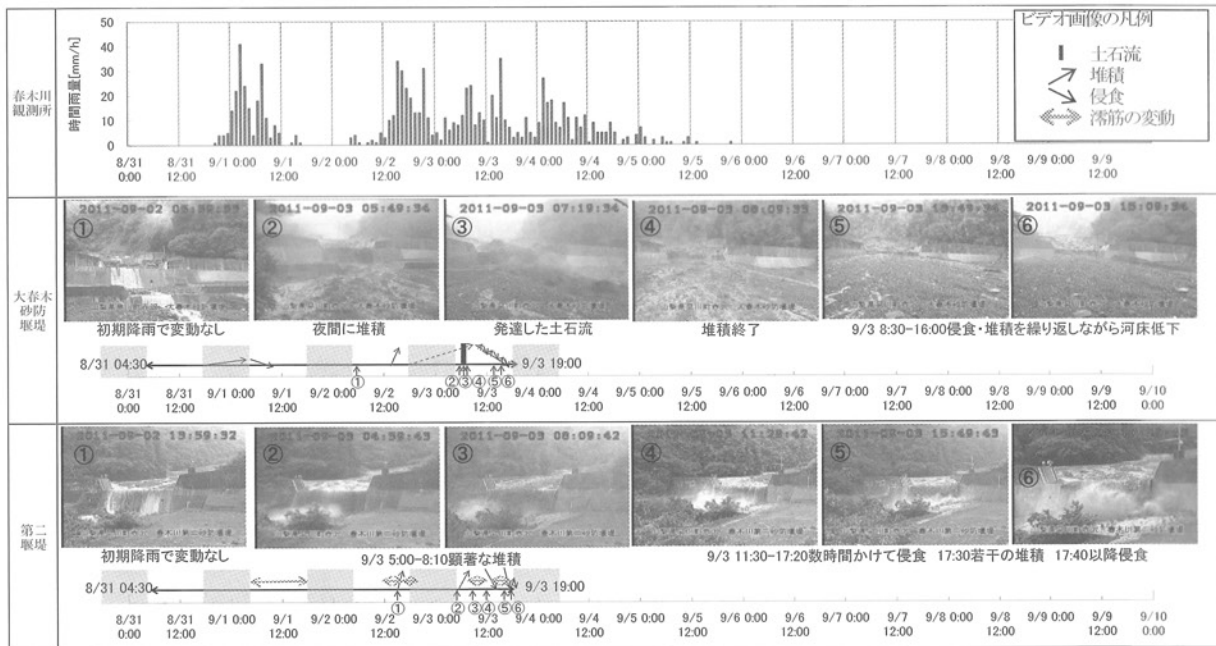 春木川
観測所
時間雨量[mm/h]
50
40
30
20
10
0
8/31 0:00
8/31 12:00
9/1 0:00
9/1 12:00
9/2 0:00
9/2 12:00
9/3 0:00
9/3 12:00
9/4 0:00
9/4 12:00
9/5 0:00
9/5 12:00
9/6 0:00
9/6 12:00
9/7 0:00
9/7 12:00
9/8 0:00
9/8 12:00
9/9 0:00
9/9 12:00
ビデオ画像の凡例
土石流
堆積
侵食
澪筋の変動
大春木
砂防
堰堤
① ② 2011-09-03 05:49:34
③ 2011-09-03 07:19:34
④
⑤
⑥
初期降雨で変動なし
夜間に堆積
発達した土石流
堆積終了
9/3 8:30-16:00侵食・堆積を繰り返しながら河床低下
8/31 04:30
9/3 19:00
① ②③④ ⑤⑥
8/31 0:00
8/31 12:00
9/1 0:00
9/1 12:00
9/2 0:00
9/2 12:00
9/3 0:00
9/3 12:00
9/4 0:00
9/4 12:00
9/5 0:00
9/5 12:00
9/6 0:00
9/6 12:00
9/7 0:00
9/7 12:00
9/8 0:00
9/8 12:00
9/9 0:00
9/9 12:00
9/10 0:00
第二
堰堤
① 2011-09-02 13:59:32
② 2011-09-03 04:59:43
③ 2011-09-03 08:09:42
④ 2011-09-03 11:29:42
⑤ 2011-09-03 15:49:43
⑥
初期降雨で変動なし
9/3 5:00-8:10顕著な堆積
9/3 11:30-17:20数時間かけて侵食 17:30若干の堆積 17:40以降侵食
8/31 04:30
9/3 19:00
① ② ③ ④ ⑤⑥
8/31 0:00
8/31 12:00
9/1 0:00
9/1 12:00
9/2 0:00
9/2 12:00
9/3 0:00
9/3 12:00
9/4 0:00
9/4 12:00
9/5 0:00
9/5 12:00
9/6 0:00
9/6 12:00
9/7 0:00
9/7 12:00
9/8 0:00
9/8 12:00
9/9 0:00
9/9 12:00
9/10 0:00